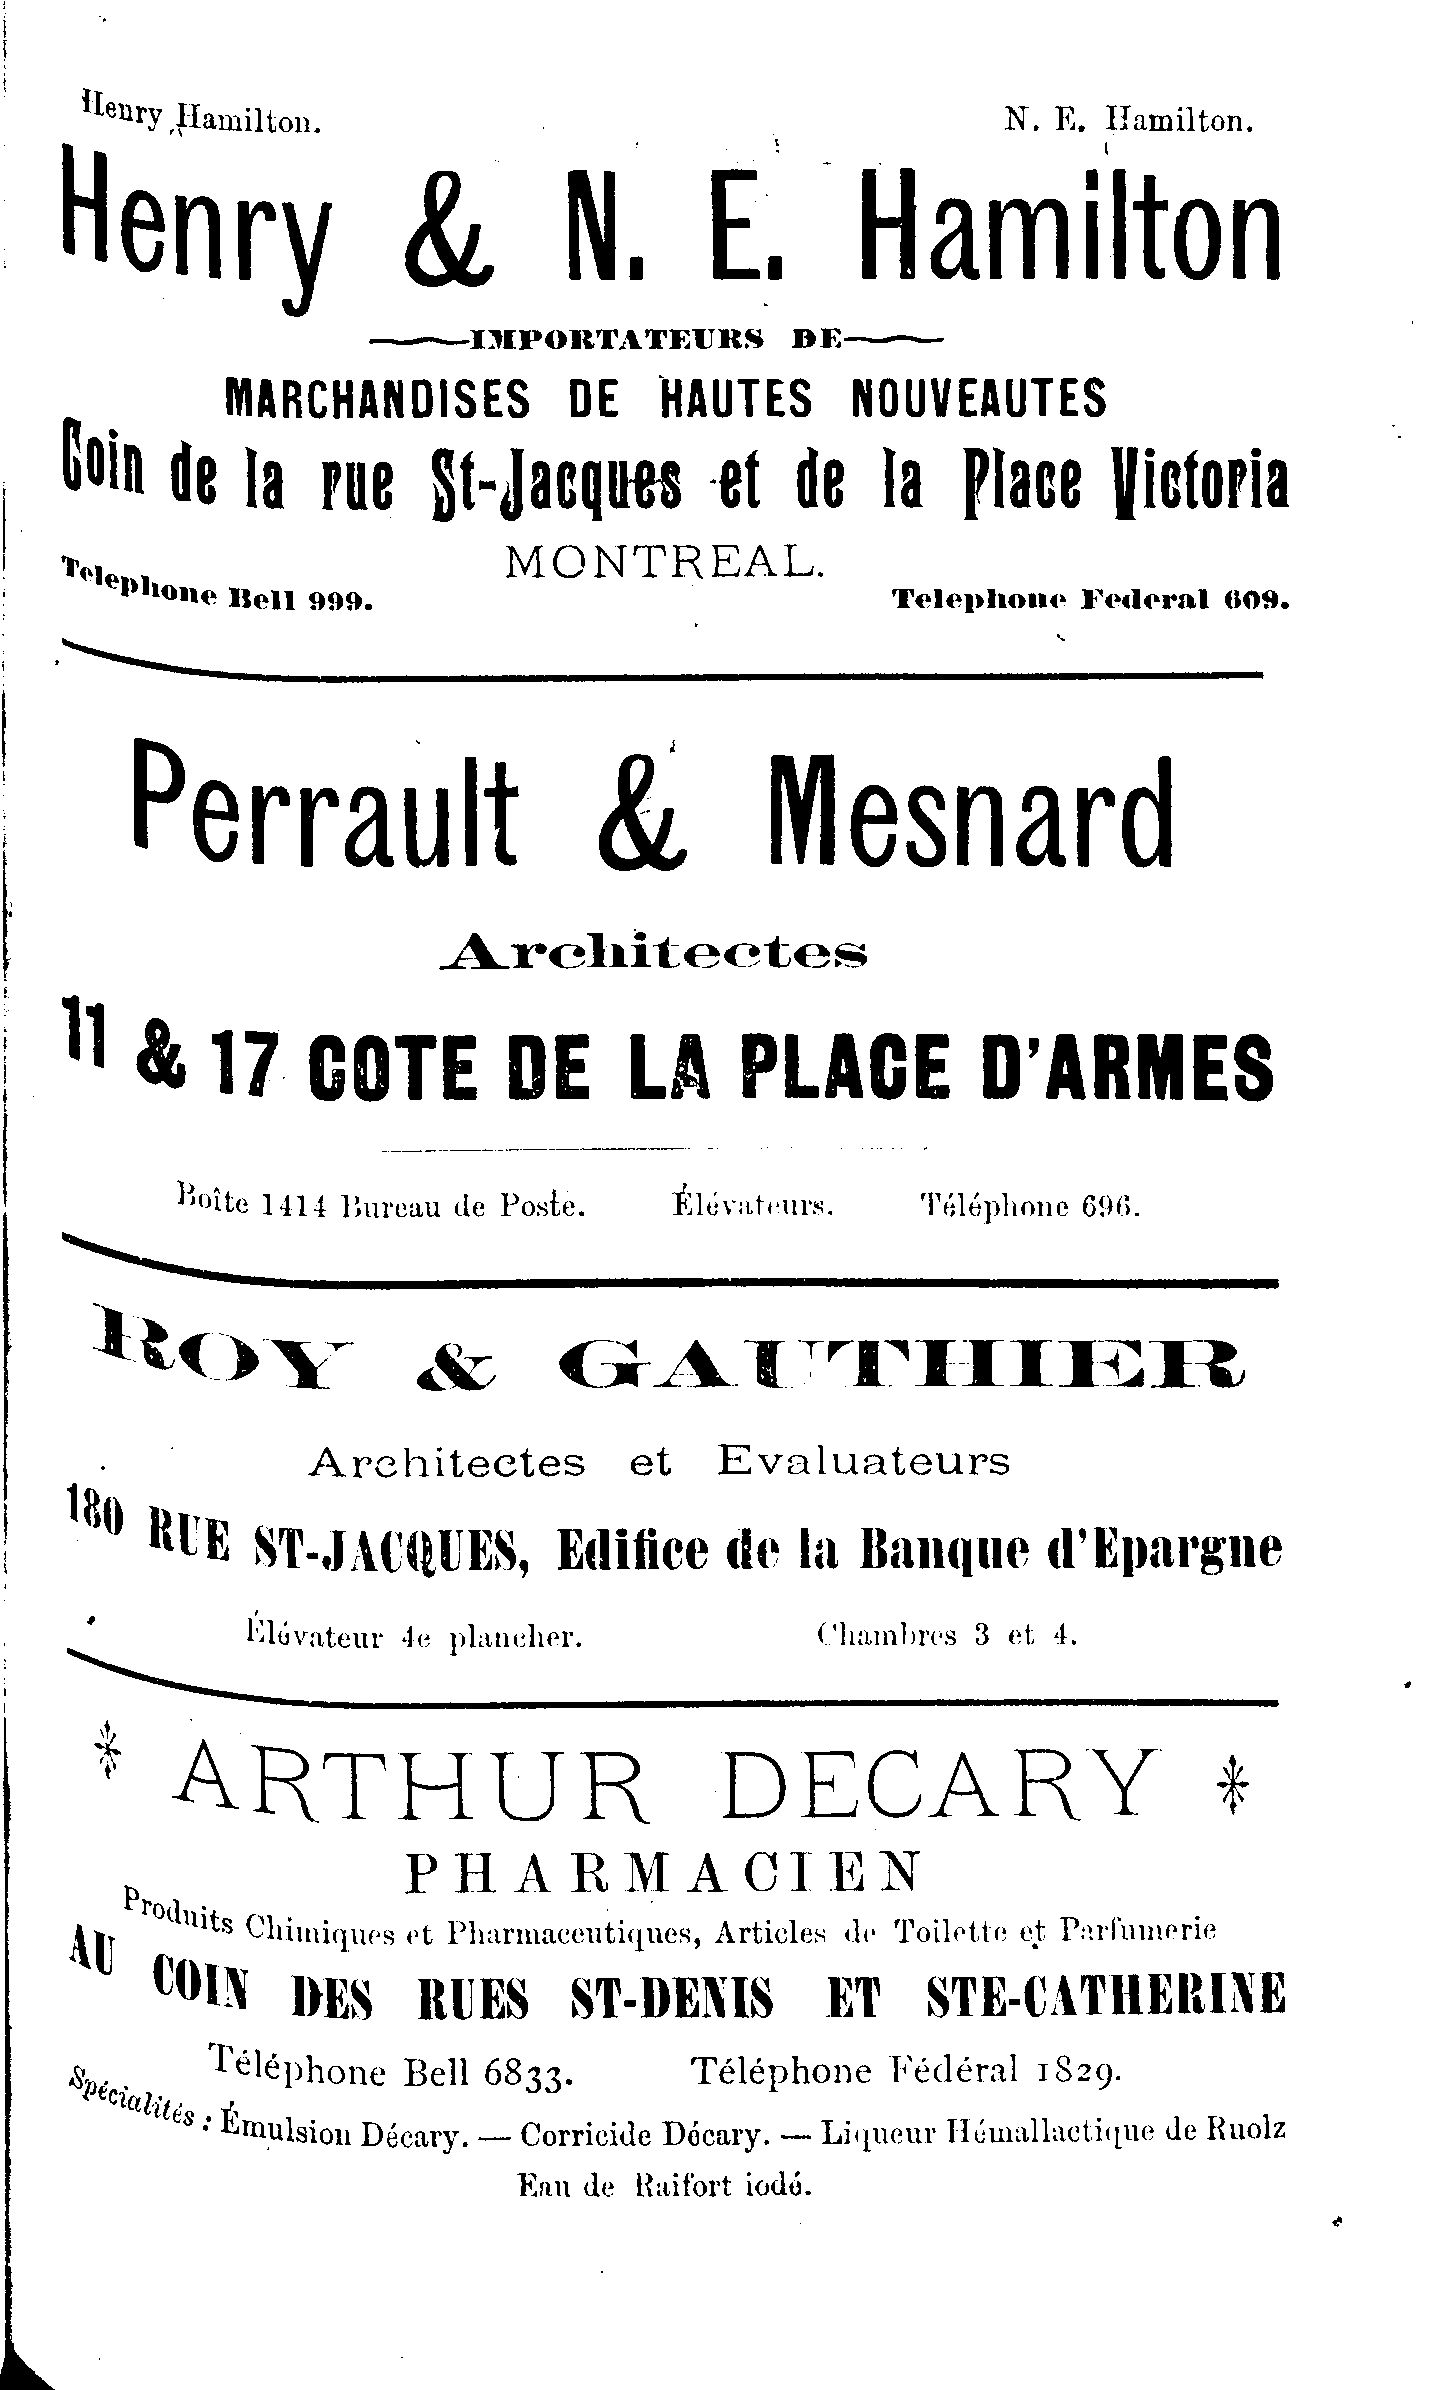 Henry Hamilton. N. E. Hamilton.
Henry & N. E. Hamilton
IMPORTATEURS DE
MARCHANDISES DE HAUTES NOUVEAUTES
Coin de la rue St-Jacques et de la Place Victoria
MONTREAL.
Telephone Bell 999. Telephone Federal 609.
Perrault & Mesnard
Architectes
11 & 17 COTE DE LA PLACE D'ARMES
Boîte 1414 Bureau de Poste. Élévateurs. Téléphone 696.
ROY & GAUTHIER
Architectes et Evaluateurs
180 RUE ST-JACQUES, Edifice de la Banque d'Epargne
Élévateur 4e plancher. Chambres 3 et 4.
ARTHUR DECARY
PHARMACIEN
Produits Chimiques et Pharmaceutiques, Articles de Toilette et Parfumerie
AU COIN DES RUES ST-DENIS ET STE-CATHERINE
Téléphone Bell 6833. Téléphone Fédéral 1829.
Spécialités : Émulsion Décary. — Corricide Décary. — Liqueur Hémallactique de Ruolz
Eau de Raifort iodé.